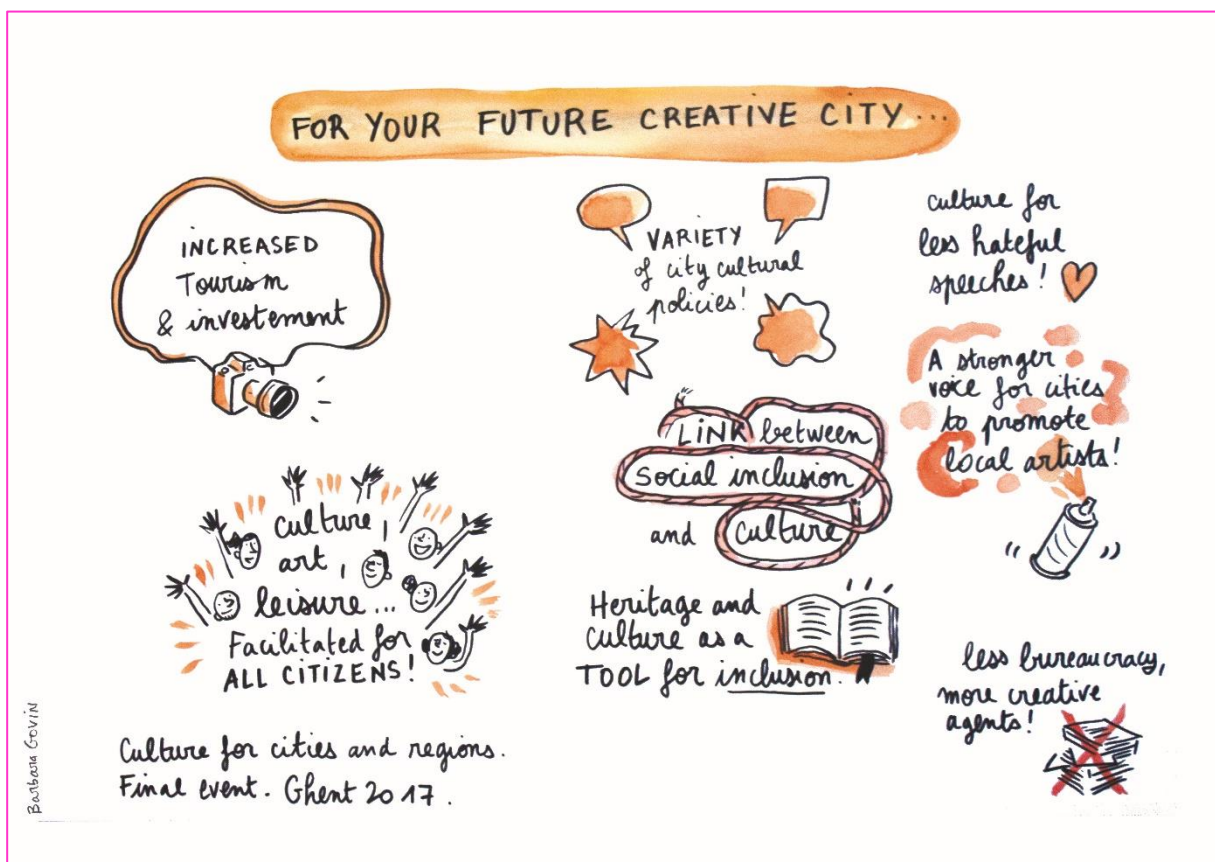 FOR YOUR FUTURE CREATIVE CITY...
INCREASED
Tourism
& investement
VARIETY
of city cultural
policies!
culture for
less hateful
speeches!
A stronger
voice for cities
to promote
local artists!
LINK between
social inclusion
and culture
culture,
art,
leisure...
Facilitated for
ALL CITIZENS!
Heritage and
culture as a
TOOL for inclusion.
less bureaucracy,
more creative
agents!
Culture for cities and regions.
Final event. Ghent 2017.
Barbara GOVIN